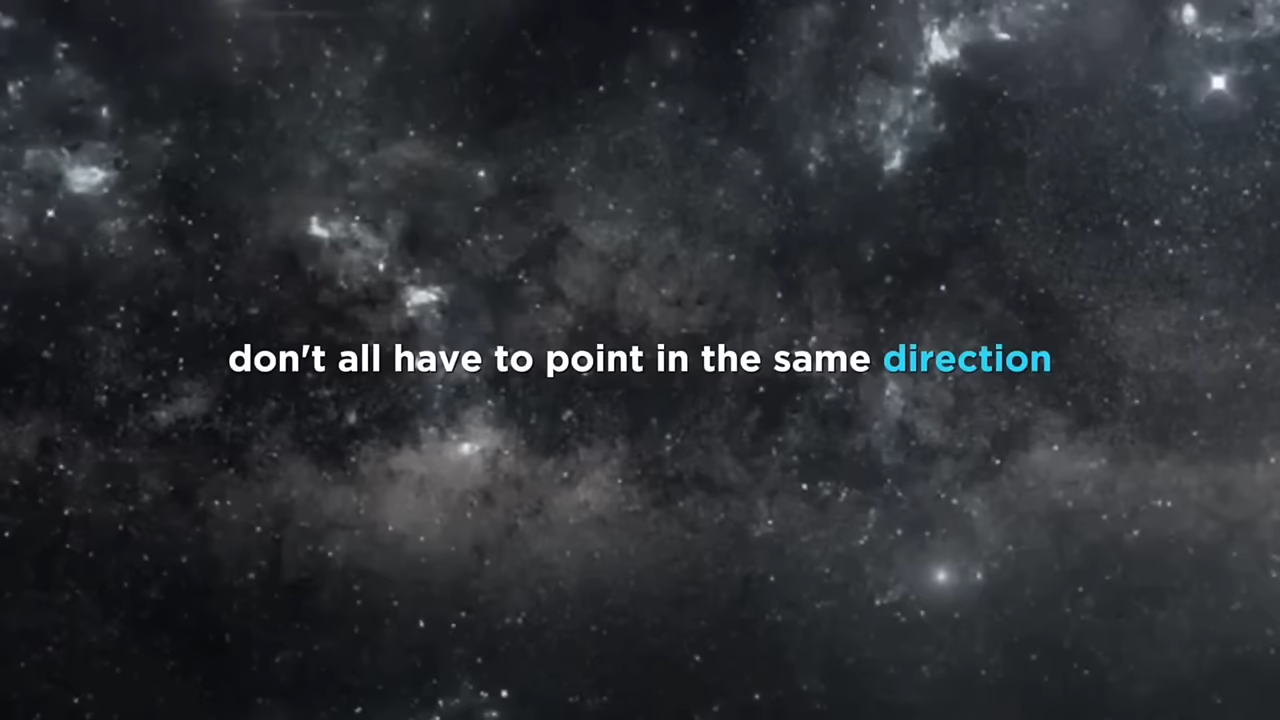 don't all have to point in the same direction